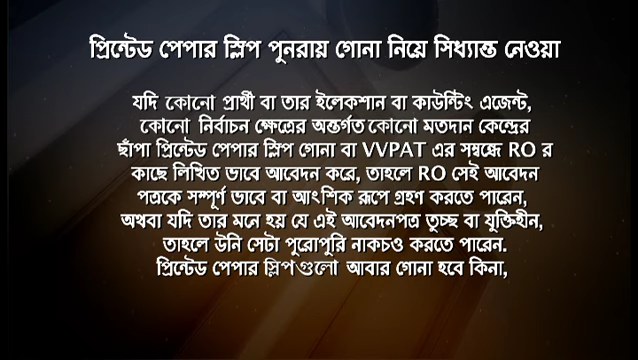 প্রিন্টেড পেপার স্লিপ পুনরায় গোনা নিয়ে সিধ্যান্ত নেওয়া
যদি কোনো প্রার্থী বা তার ইলেকশান বা কাউন্টিং এজেন্ট,
কোনো নির্বাচন ক্ষেত্রের অন্তর্গত কোনো মতদান কেন্দ্রের
ছাঁপা প্রিন্টেড পেপার স্লিপ গোনা বা VVPAT এর সম্বন্ধে RO র
কাছে লিখিত ভাবে আবেদন করে, তাহলে RO সেই আবেদন
পত্রকে সম্পূর্ণ ভাবে বা আংশিক রূপে গ্রহণ করতে পারেন,
অথবা যদি তার মনে হয় যে এই আবেদনপত্র তুচ্ছ বা যুক্তিহীন,
তাহলে উনি সেটা পুরোপুরি নাকচও করতে পারেন.
প্রিন্টেড পেপার স্লিপগুলো আবার গোনা হবে কিনা,